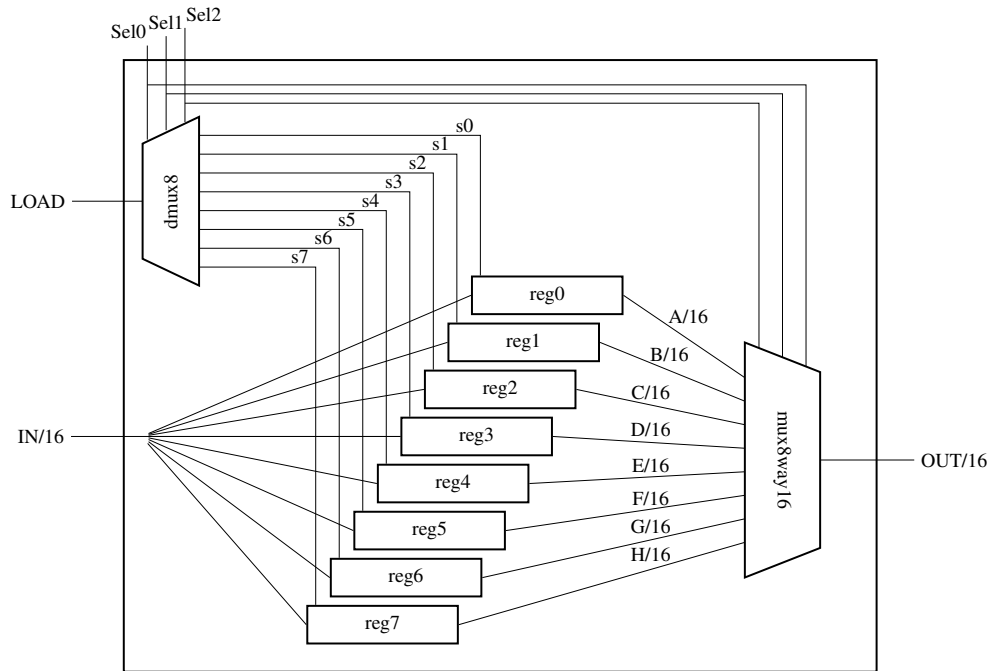 Sel0
Sel1
Sel2
LOAD
dmux8
s0
s1
s2
s3
s4
s5
s6
s7
reg0
reg1
reg2
reg3
reg4
reg5
reg6
reg7
IN/16
A/16
B/16
C/16
D/16
E/16
F/16
G/16
H/16
mux8way16
OUT/16